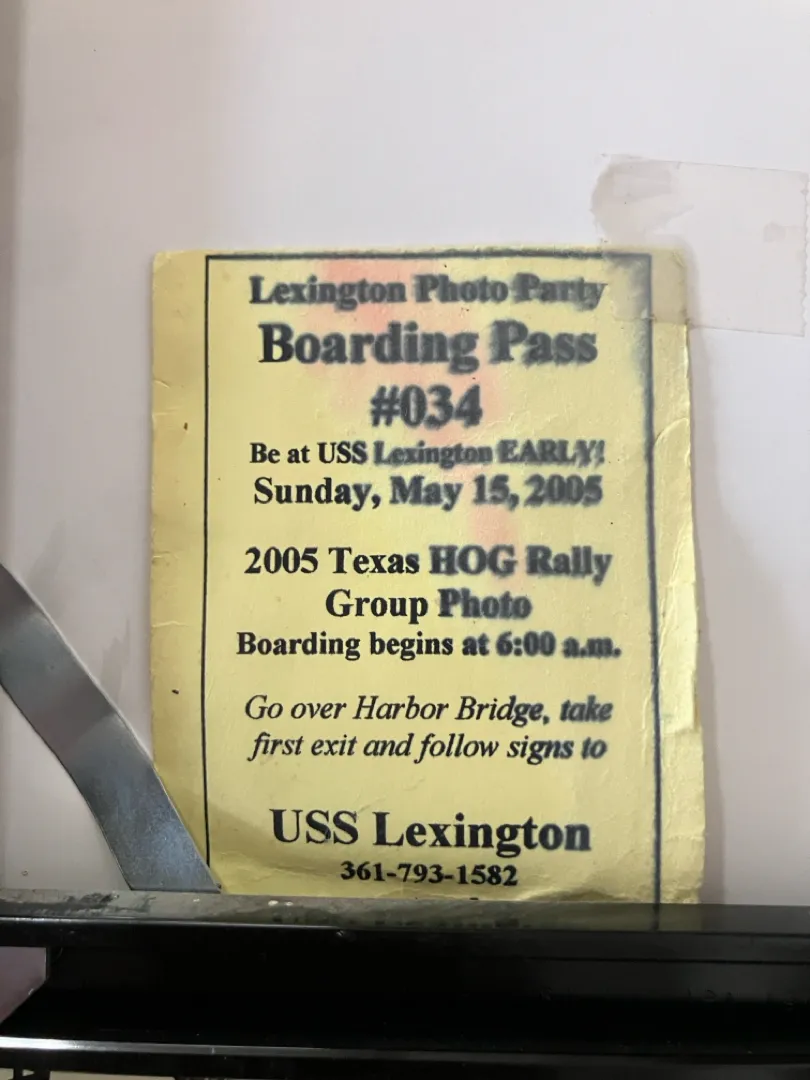 Lexington Photo Party
Boarding Pass
#034
Be at USS Lexington EARLY!
Sunday, May 15, 2005
2005 Texas HOG Rally
Group Photo
Boarding begins at 6:00 a.m.
Go over Harbor Bridge, take
first exit and follow signs to
USS Lexington
361-793-1582